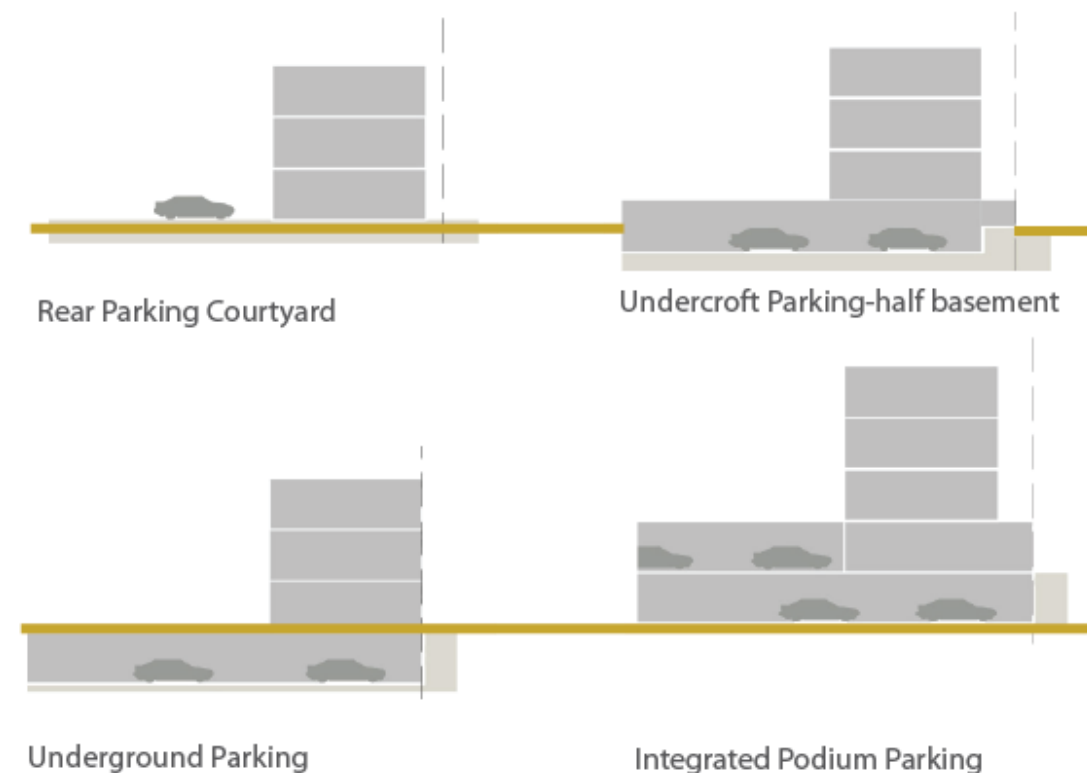 Rear Parking Courtyard
Undercroft Parking-half basement
Underground Parking
Integrated Podium Parking